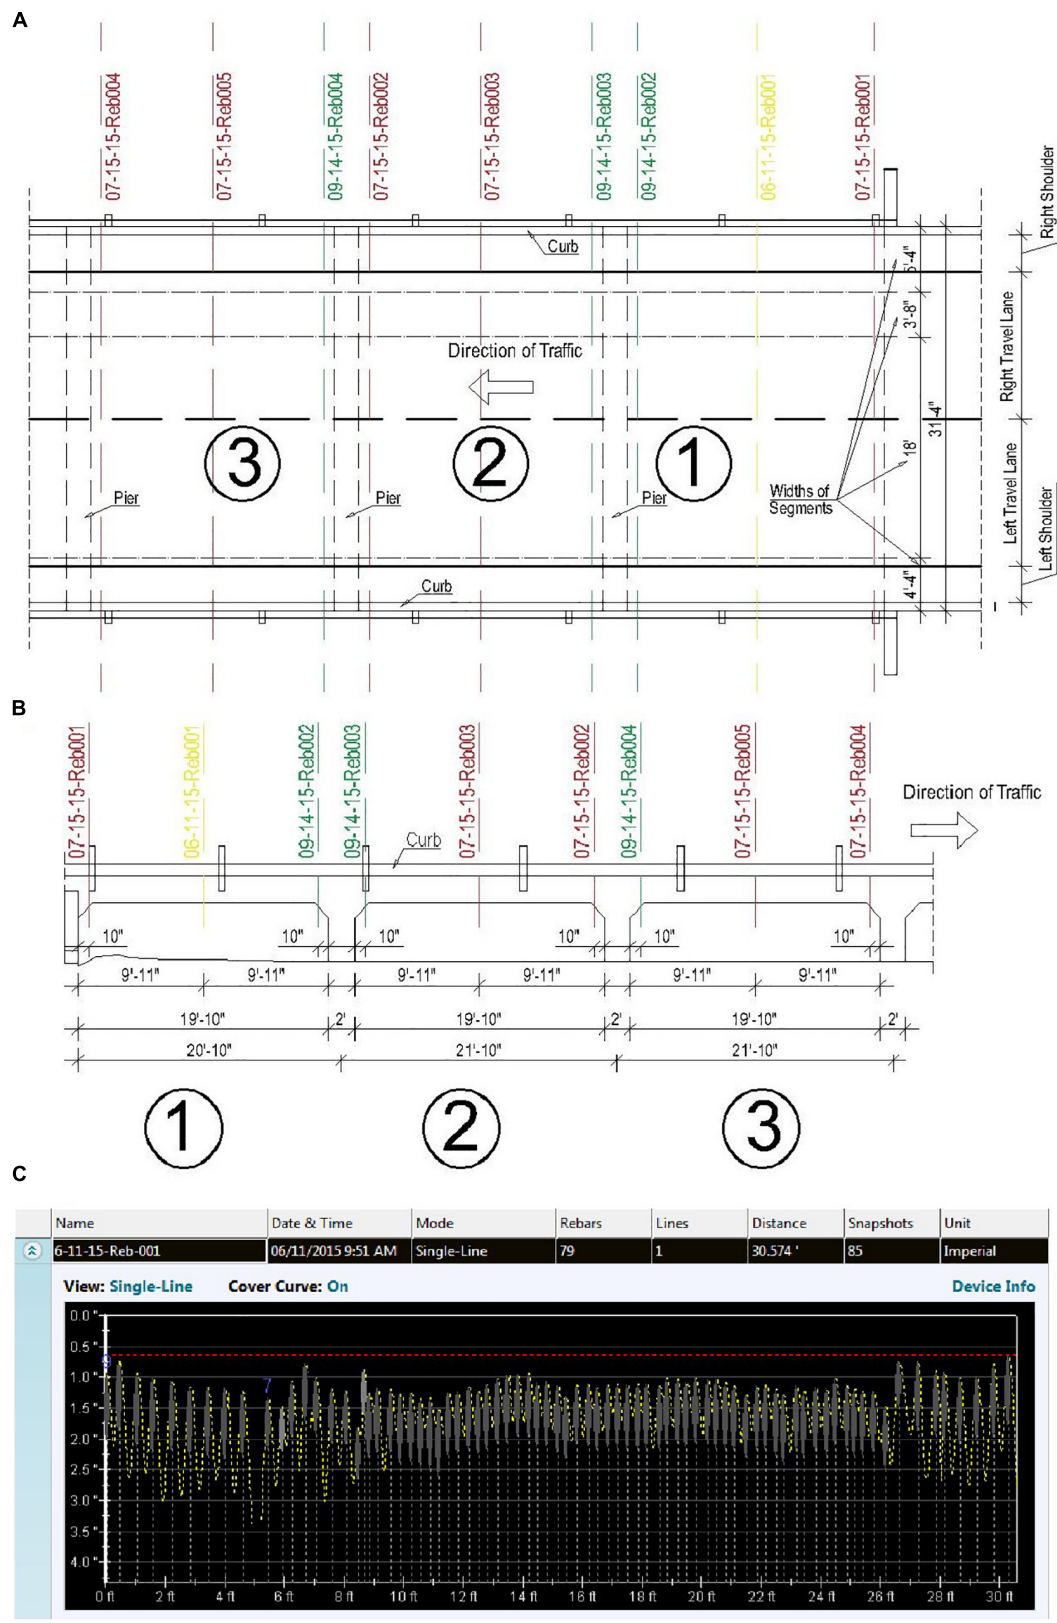 A
07-15-15-Reb004
07-15-15-Reb005
09-14-15-Reb004
07-15-15-Reb002
07-15-15-Reb003
09-14-15-Reb003
09-14-15-Reb002
06-11-15-Reb001
07-15-15-Reb001
Right Shoulder
Curb
3'-8"
Direction of Traffic
Right Travel Lane
31'-4"
3
2
1
18'
Pier
Pier
Pier
Widths of
Segments
Left Travel Lane
Left Shoulder
Curb
4'-4"
B
07-15-15-Reb001
06-11-15-Reb001
09-14-15-Reb002
09-14-15-Reb003
07-15-15-Reb003
07-15-15-Reb002
09-14-15-Reb004
07-15-15-Reb005
07-15-15-Reb004
Direction of Traffic
Curb
10" 10" 10" 10" 10" 10"
9'-11" 9'-11" 9'-11" 9'-11" 9'-11" 9'-11"
19'-10" 2' 19'-10" 2' 19'-10" 2'
20'-10" 21'-10" 21'-10"
1 2 3
C
Name Date & Time Mode Rebars Lines Distance Snapshots Unit
6-11-15-Reb-001 06/11/2015 9:51 AM Single-Line 79 1 30.574 ' 85 Imperial
View: Single-Line Cover Curve: On Device Info
0.0 "
0.5 "
1.0 "
7
1.5 "
2.0 "
2.5 "
3.0 "
3.5 "
4.0 "
0 ft 2 ft 4 ft 6 ft 8 ft 10 ft 12 ft 14 ft 16 ft 18 ft 20 ft 22 ft 24 ft 26 ft 28 ft 30 ft